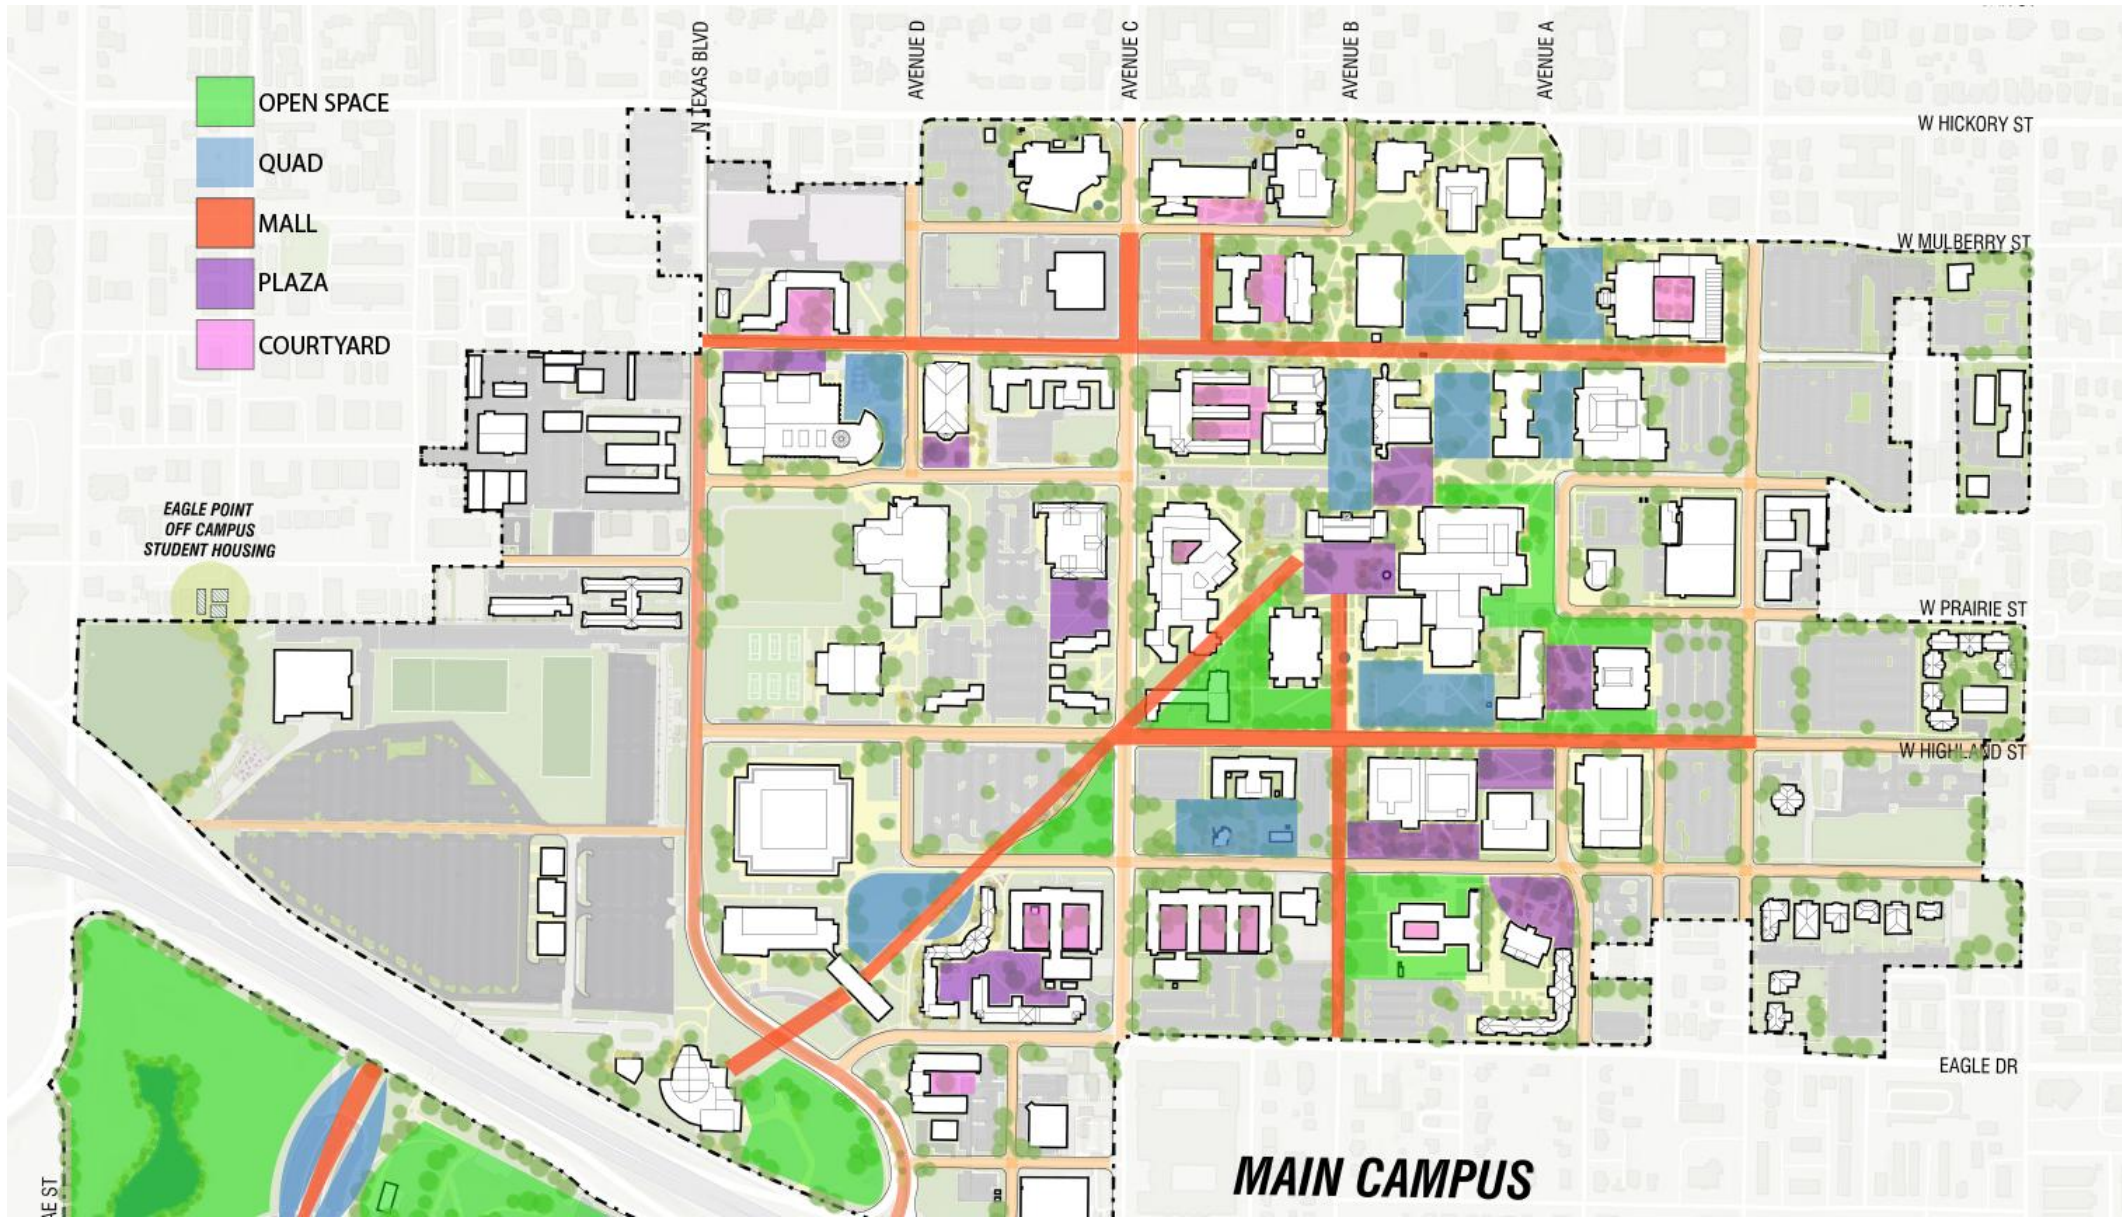 N TEXAS BLVD
AVENUE D
AVENUE C
AVENUE B
AVENUE A
OPEN SPACE
QUAD
MALL
PLAZA
COURTYARD
W HICKORY ST
W MULBERRY ST
EAGLE POINT
OFF CAMPUS
STUDENT HOUSING
W PRAIRIE ST
W HIGHLAND ST
EAGLE DR
MAIN CAMPUS